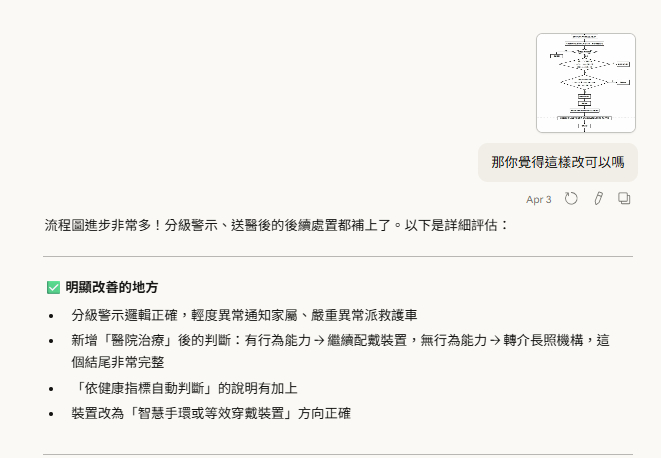 那你覺得這樣改可以嗎
Apr 3
流程圖進步非常多！分級警示、送醫後的後續處置都補上了。以下是詳細評估：
✅ 明顯改善的地方
• 分級警示邏輯正確，輕度異常通知家屬、嚴重異常派救護車
• 新增「醫院治療」後的判斷：有行為能力→繼續配戴裝置，無行為能力→轉介長照機構，這
個結尾非常完整
• 「依健康指標自動判斷」的說明有加上
• 裝置改為「智慧手環或等效穿戴裝置」方向正確